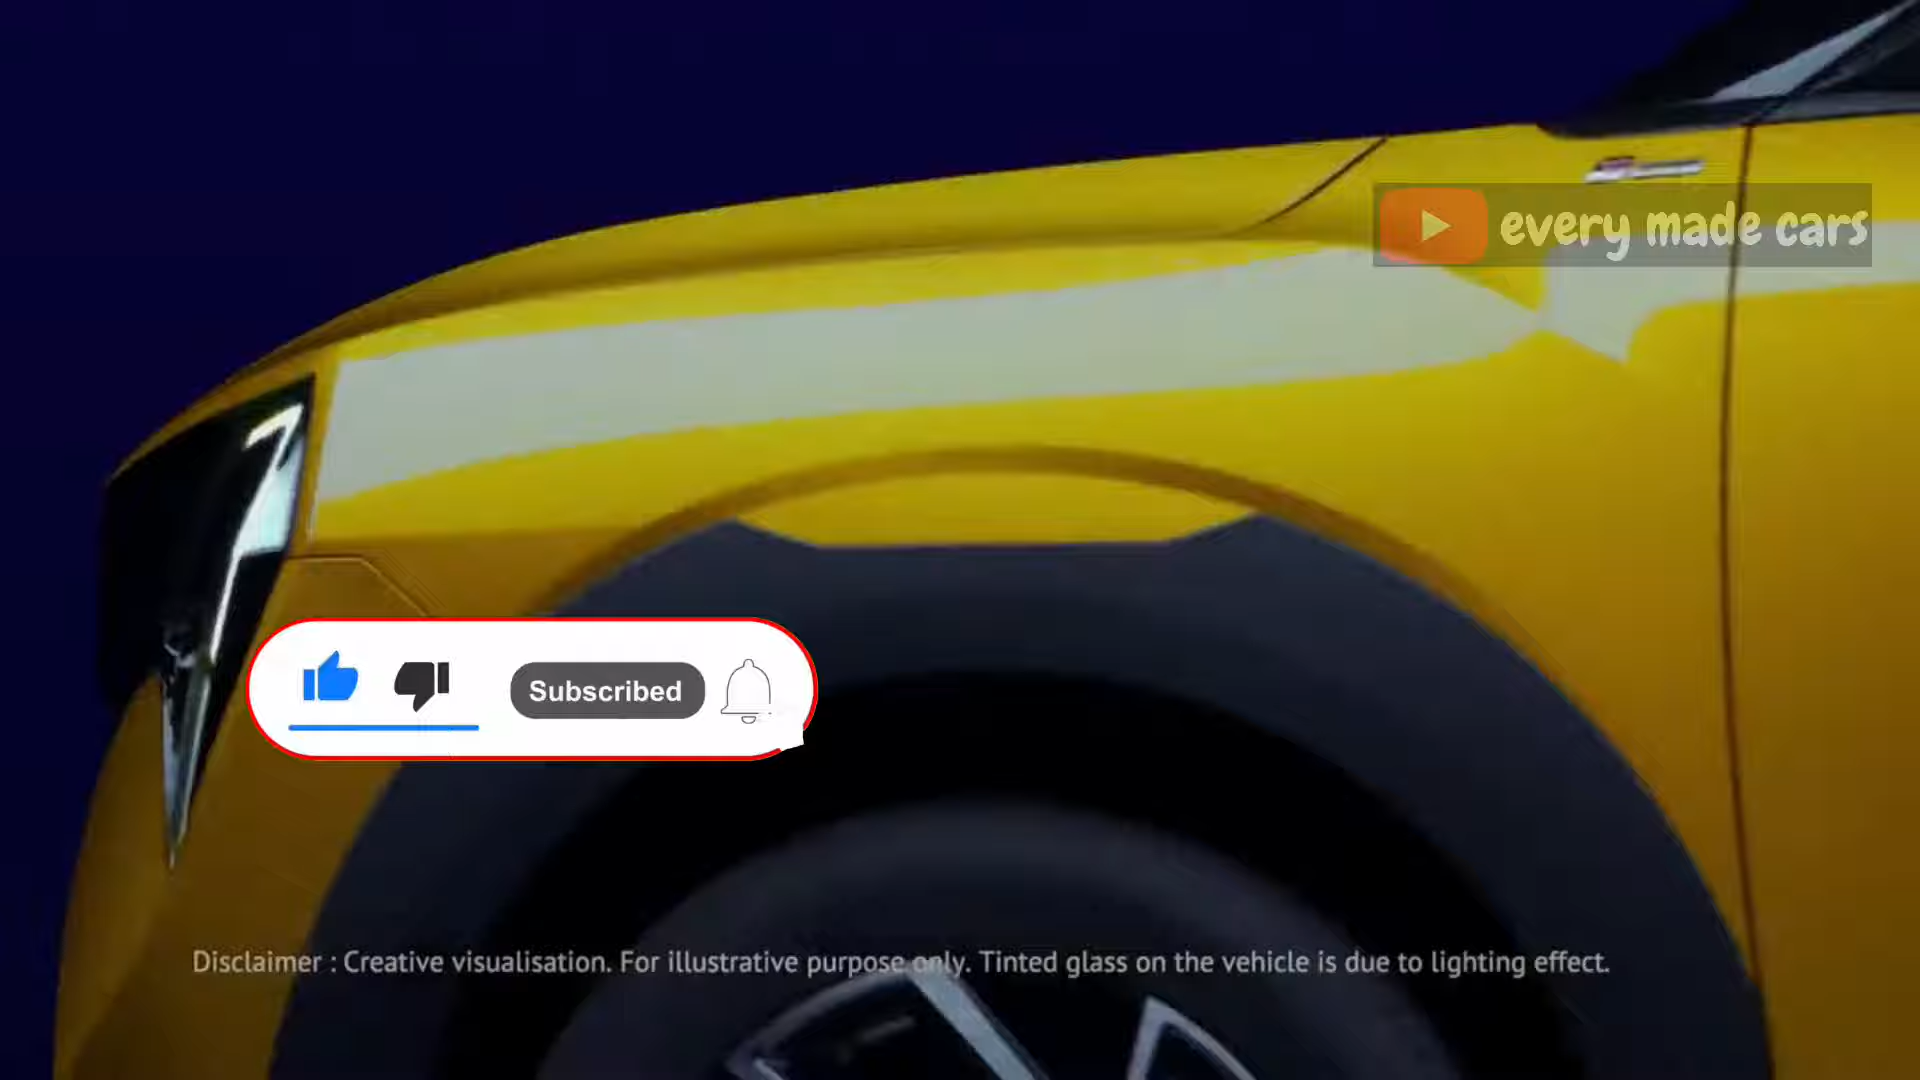 every made cars
Subscribed
Disclaimer : Creative visualisation. For illustrative purpose only. Tinted glass on the vehicle is due to lighting effect.